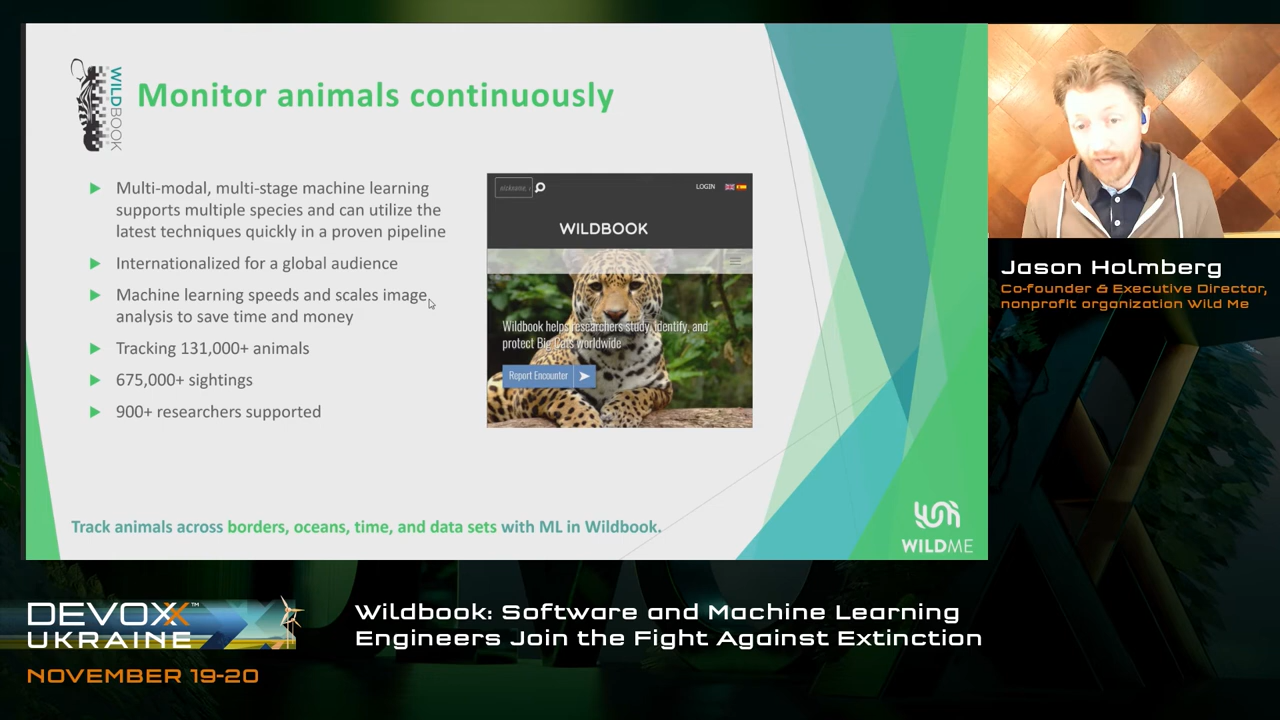 WILDBOOK
Monitor animals continuously
Multi-modal, multi-stage machine learning
supports multiple species and can utilize the
latest techniques quickly in a proven pipeline
Internationalized for a global audience
Machine learning speeds and scales image
analysis to save time and money
Tracking 131,000+ animals
675,000+ sightings
900+ researchers supported
nickname,
LOGIN
WILDBOOK
Wildbook helps researchers study, identify, and
protect Big Cats worldwide
Report Encounter
Track animals across borders, oceans, time, and data sets with ML in Wildbook.
WILDME
Jason Holmberg
Co-founder & Executive Director,
nonprofit organization Wild Me
DEVOXX™
UKRAINE
NOVEMBER 19-20
Wildbook: Software and Machine Learning
Engineers Join the Fight Against Extinction